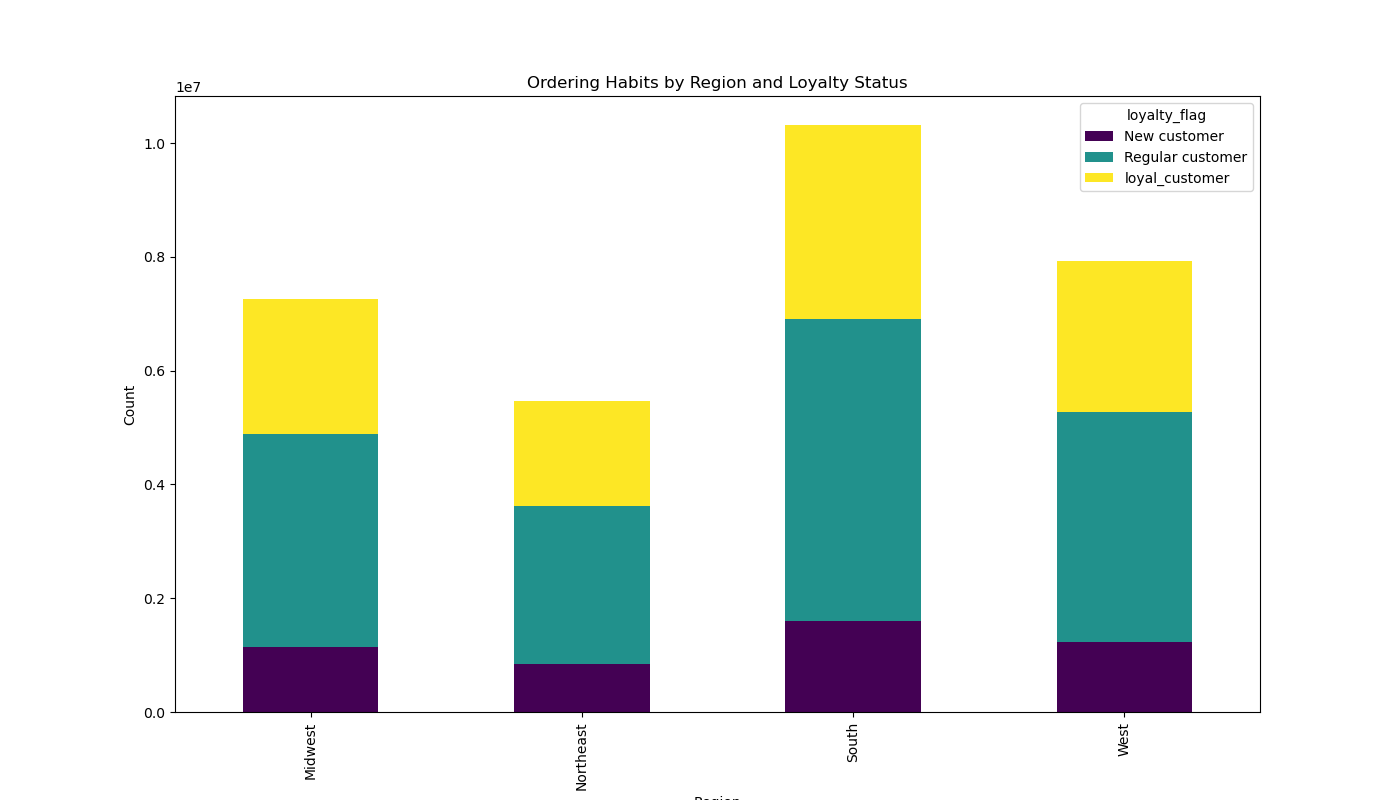 Ordering Habits by Region and Loyalty Status
1e7
loyalty_flag
New customer
Regular customer
loyal_customer
1.0
0.8
0.6
0.4
0.2
0.0
Count
Midwest
Northeast
South
West
Region